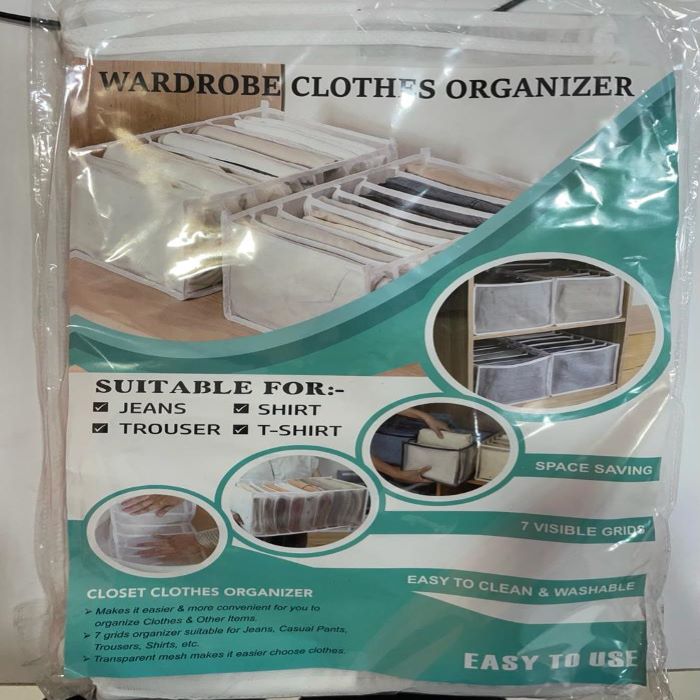 WARDROBE CLOTHES ORGANIZER
SUITABLE FOR:-
☑ JEANS ☑ SHIRT
☑ TROUSER ☑ T-SHIRT
SPACE SAVING
7 VISIBLE GRIDS
EASY TO CLEAN & WASHABLE
EASY TO USE
CLOSET CLOTHES ORGANIZER
➢ Makes it easier & more convenient for you to
organize Clothes & Other Items.
➢ 7 grids organizer suitable for Jeans, Casual Pants,
Trousers, Shirts, etc.
➢ Transparent mesh makes it easier choose clothes.